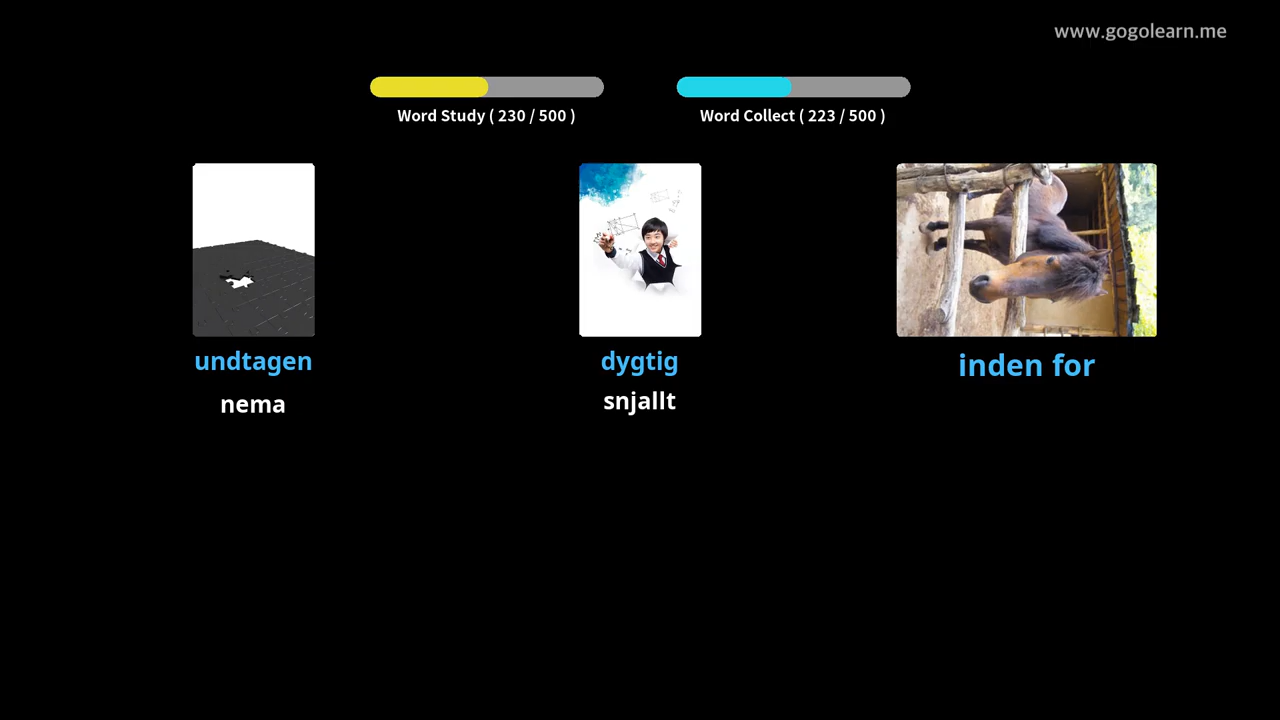 www.gogolearn.me
Word Study ( 230 / 500 )
Word Collect ( 223 / 500 )
undtagen
dygtig
inden for
nema
snjallt